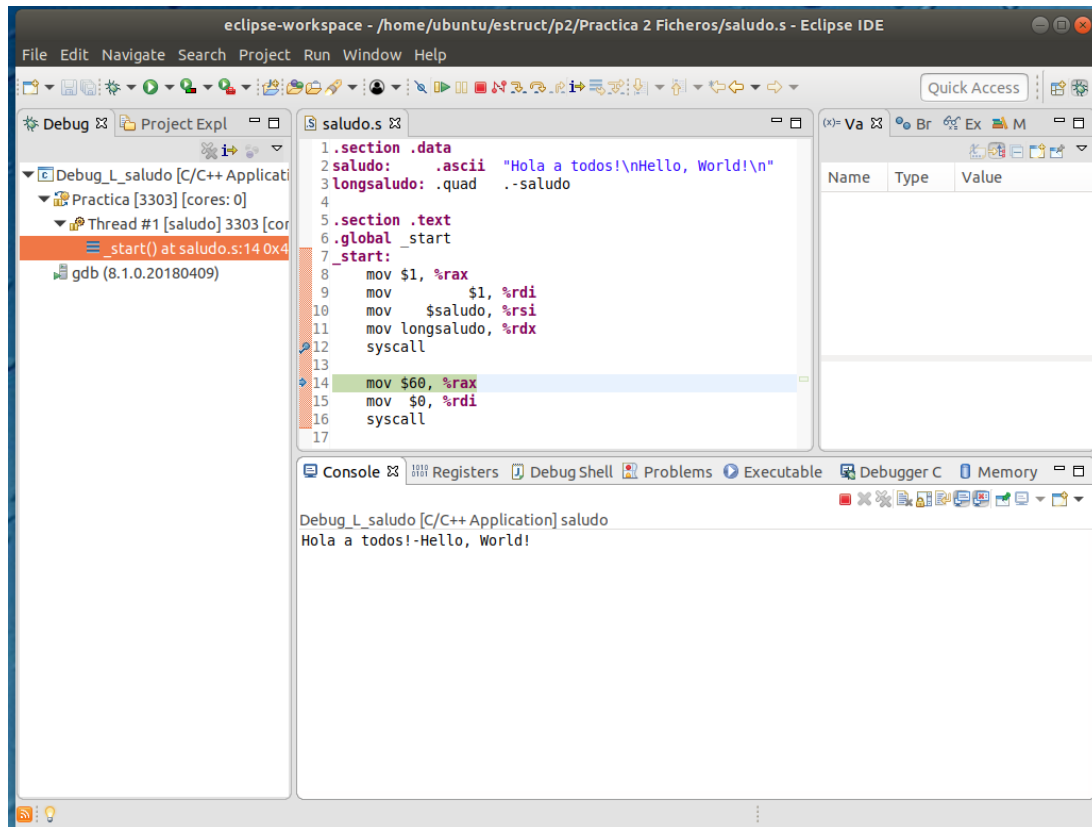 eclipse-workspace - /home/ubuntu/estruct/p2/Practica 2 Ficheros/saludo.s - Eclipse IDE
File Edit Navigate Search Project Run Window Help
Quick Access
Debug
Project Expl
Debug_L_saludo [C/C++ Applicati
Practica [3303] [cores: 0]
Thread #1 [saludo] 3303 [cor
_start() at saludo.s:14 0x4
gdb (8.1.0.20180409)
saludo.s
1 .section .data
2 saludo: .ascii "Hola a todos!\nHello, World!\n"
3 longsaludo: .quad .-saludo
4
5 .section .text
6 .global _start
7 _start:
8 mov $1, %rax
9 mov $1, %rdi
10 mov $saludo, %rsi
11 mov longsaludo, %rdx
12 syscall
13
14 mov $60, %rax
15 mov $0, %rdi
16 syscall
17
(x)= Va Br Ex M
Name Type Value
Console Registers Debug Shell Problems Executable Debugger C Memory
Debug_L_saludo [C/C++ Application] saludo
Hola a todos!-Hello, World!